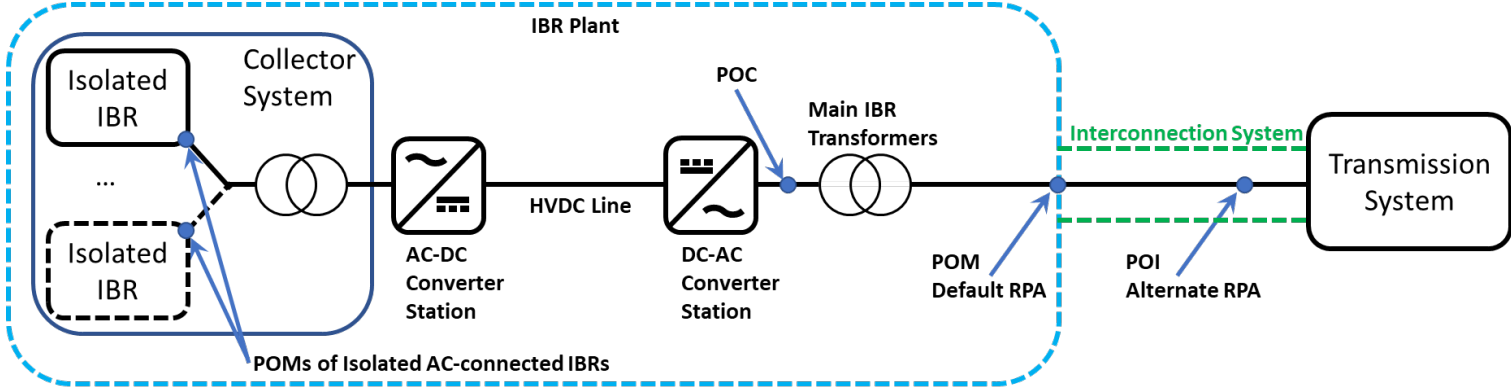 IBR Plant
Isolated
IBR
Collector
System
...
Isolated
IBR
POMs of Isolated AC-connected IBRs
AC-DC
Converter
Station
HVDC Line
DC-AC
Converter
Station
POC
Main IBR
Transformers
POM
Default RPA
Interconnection System
POI
Alternate RPA
Transmission
System